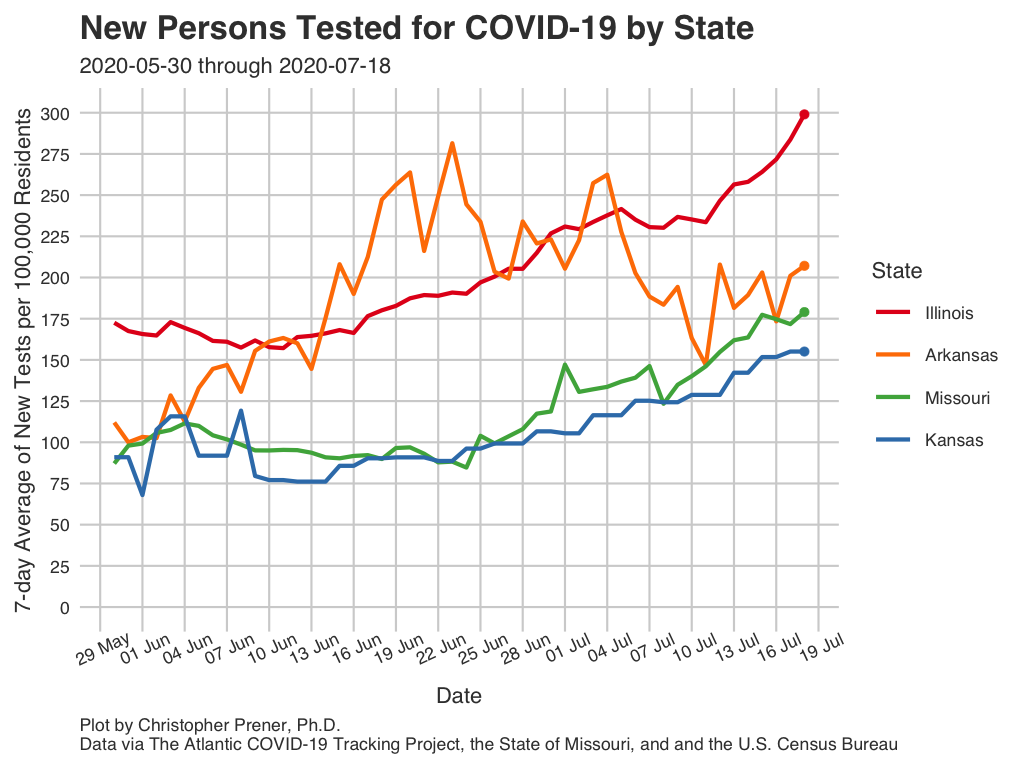 New Persons Tested for COVID-19 by State
2020-05-30 through 2020-07-18
7-day Average of New Tests per 100,000 Residents
300
275
250
225
200
175
150
125
100
75
50
25
0
29 May
01 Jun
04 Jun
07 Jun
10 Jun
13 Jun
16 Jun
19 Jun
22 Jun
25 Jun
28 Jun
01 Jul
04 Jul
07 Jul
10 Jul
13 Jul
16 Jul
19 Jul
Date
State
Illinois
Arkansas
Missouri
Kansas
Plot by Christopher Prener, Ph.D.
Data via The Atlantic COVID-19 Tracking Project, the State of Missouri, and and the U.S. Census Bureau